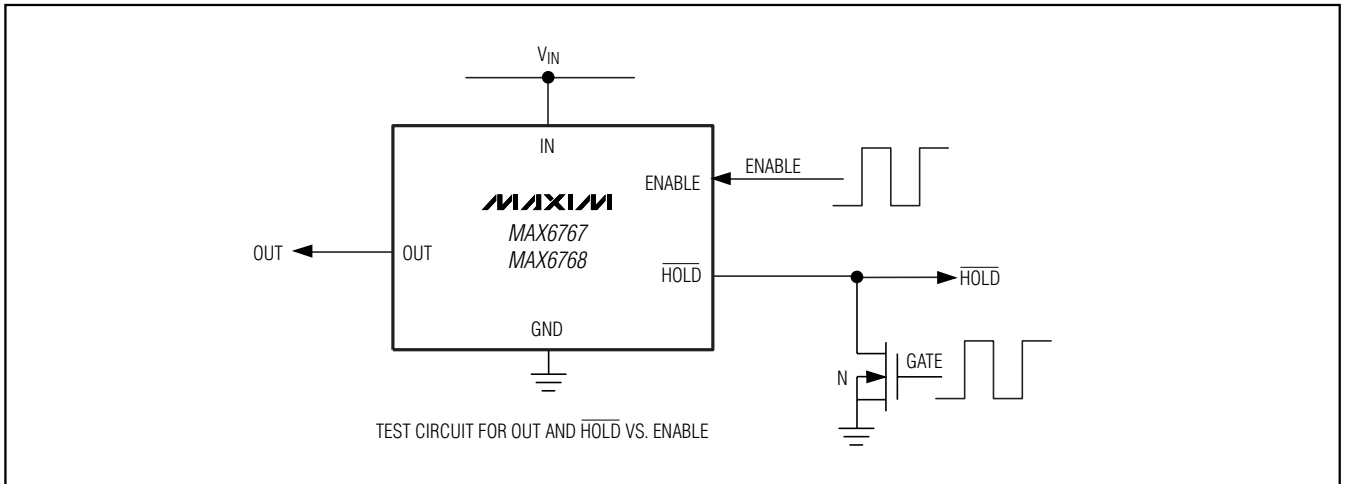 VIN
IN
ENABLE
ENABLE
MAXIM
MAX6767
MAX6768
OUT
OUT
HOLD
HOLD
GND
GATE
N
TEST CIRCUIT FOR OUT AND HOLD VS. ENABLE